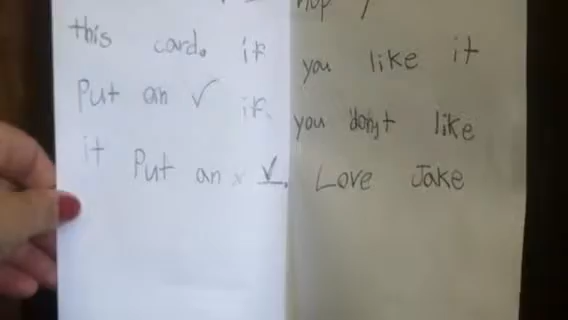 this card. if you like it
Put an ✓ if you don,t like
it Put an x ✓. Love Jake